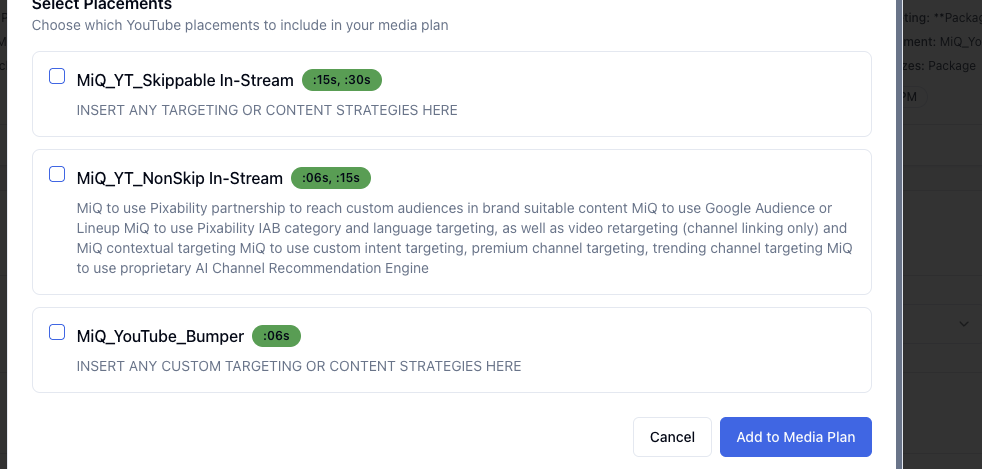 Select Placements
Choose which YouTube placements to include in your media plan
MiQ_YT_Skippable In-Stream :15s, :30s
INSERT ANY TARGETING OR CONTENT STRATEGIES HERE
MiQ_YT_NonSkip In-Stream :06s, :15s
MiQ to use Pixability partnership to reach custom audiences in brand suitable content MiQ to use Google Audience or
Lineup MiQ to use Pixability IAB category and language targeting, as well as video retargeting (channel linking only) and
MiQ contextual targeting MiQ to use custom intent targeting, premium channel targeting, trending channel targeting MiQ
to use proprietary AI Channel Recommendation Engine
MiQ_YouTube_Bumper :06s
INSERT ANY CUSTOM TARGETING OR CONTENT STRATEGIES HERE
Cancel
Add to Media Plan
ting: **Packag
ment: MiQ_Yo
zes: Package
PM